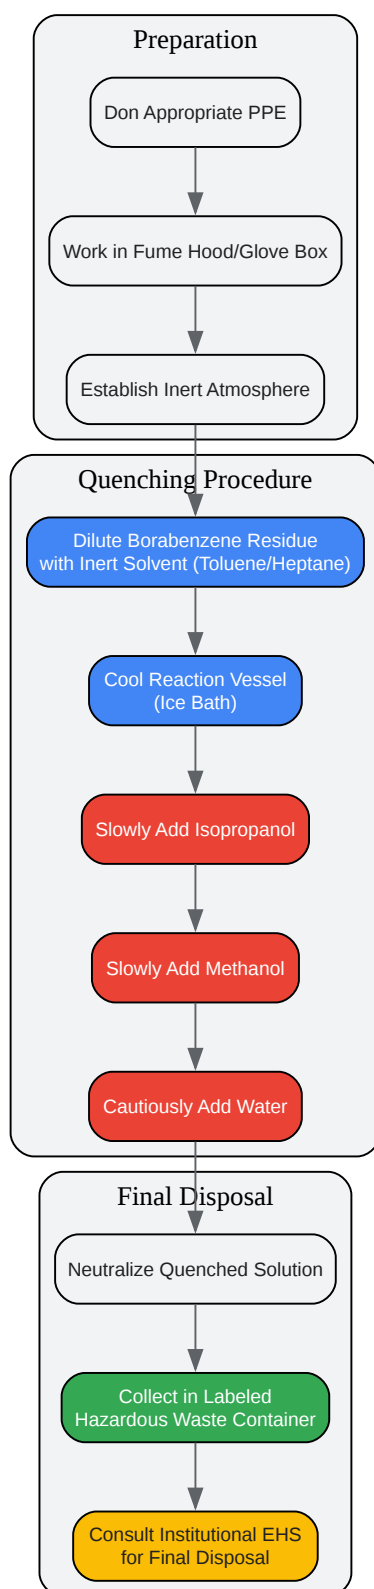 Preparation
Don Appropriate PPE
Work in Fume Hood/Glove Box
Establish Inert Atmosphere
Quenching Procedure
Dilute Borabenzene Residue
with Inert Solvent (Toluene/Heptane)
Cool Reaction Vessel
(Ice Bath)
Slowly Add Isopropanol
Slowly Add Methanol
Cautiously Add Water
Final Disposal
Neutralize Quenched Solution
Collect in Labeled
Hazardous Waste Container
Consult Institutional EHS
for Final Disposal